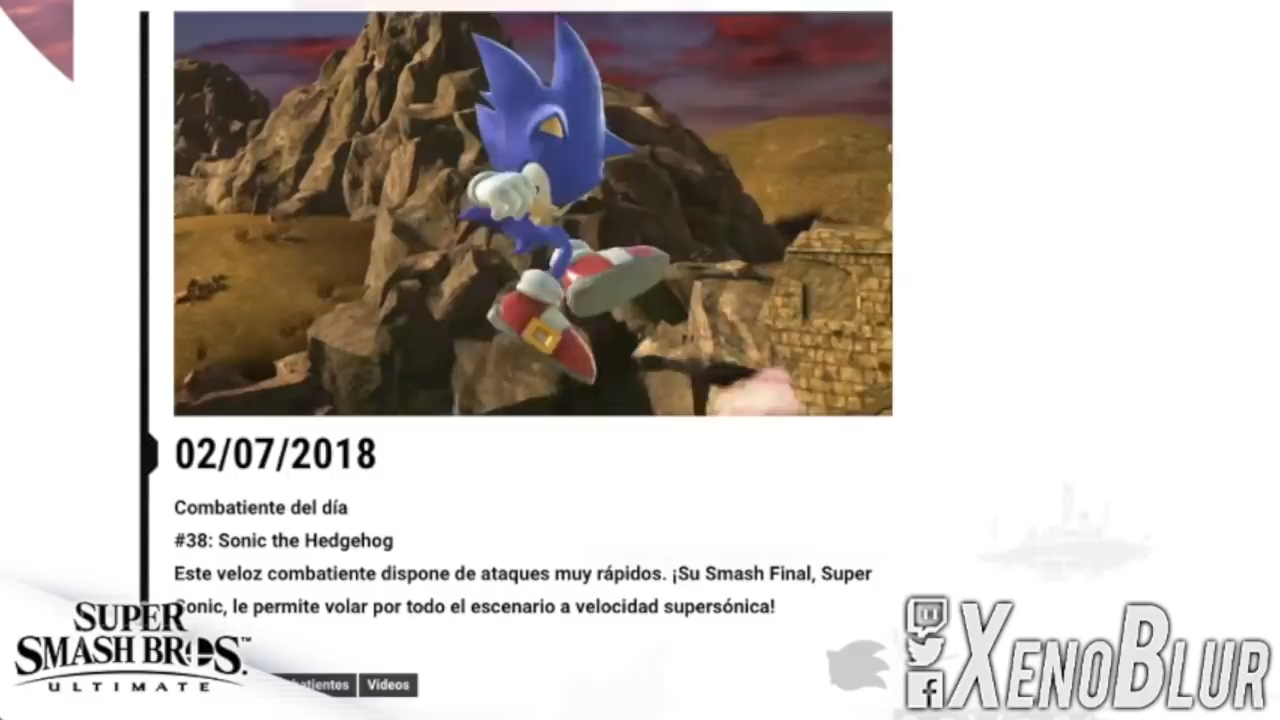 02/07/2018
Combatiente del día
#38: Sonic the Hedgehog
Este veloz combatiente dispone de ataques muy rápidos. ¡Su Smash Final, Super
Sonic, le permite volar por todo el escenario a velocidad supersónica!
SUPER
SMASH BROS.™
ULTIMATE
Videos
XENOBLUR